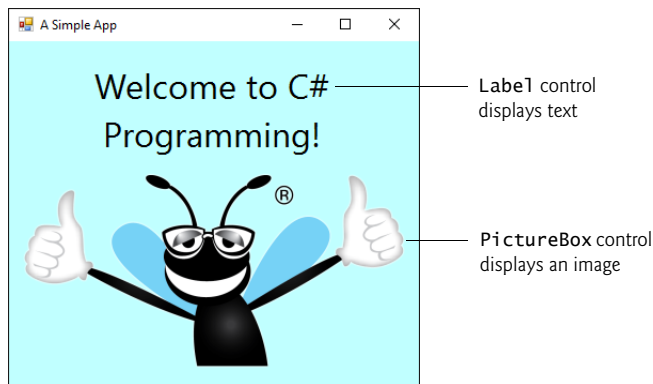 A Simple App
Welcome to C#
Programming!
®
Label control
displays text
PictureBox control
displays an image